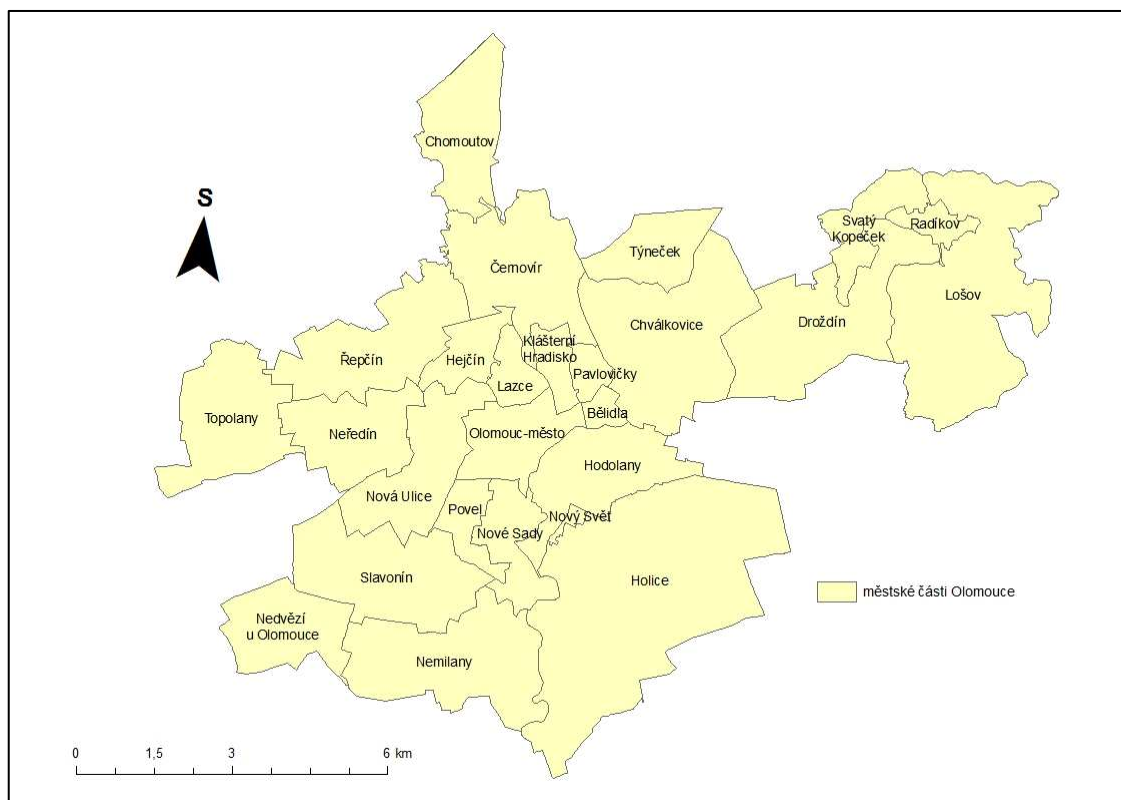 Chomoutov
S
Svatý
Kopeček
Radíkov
Týneček
Černovír
Lošov
Droždín
Chválkovice
Klášterní
Hradisko
Řepčín
Hejčín
Pavlovičky
Lazce
Topolany
Bělidla
Neředín
Olomouc-město
Hodolany
Nová Ulice
Povel
Nový Svět
Nové Sady
Slavonín
Holice
městské části Olomouce
Nedvězí
u Olomouce
Nemilany
0 1,5 3 6 km